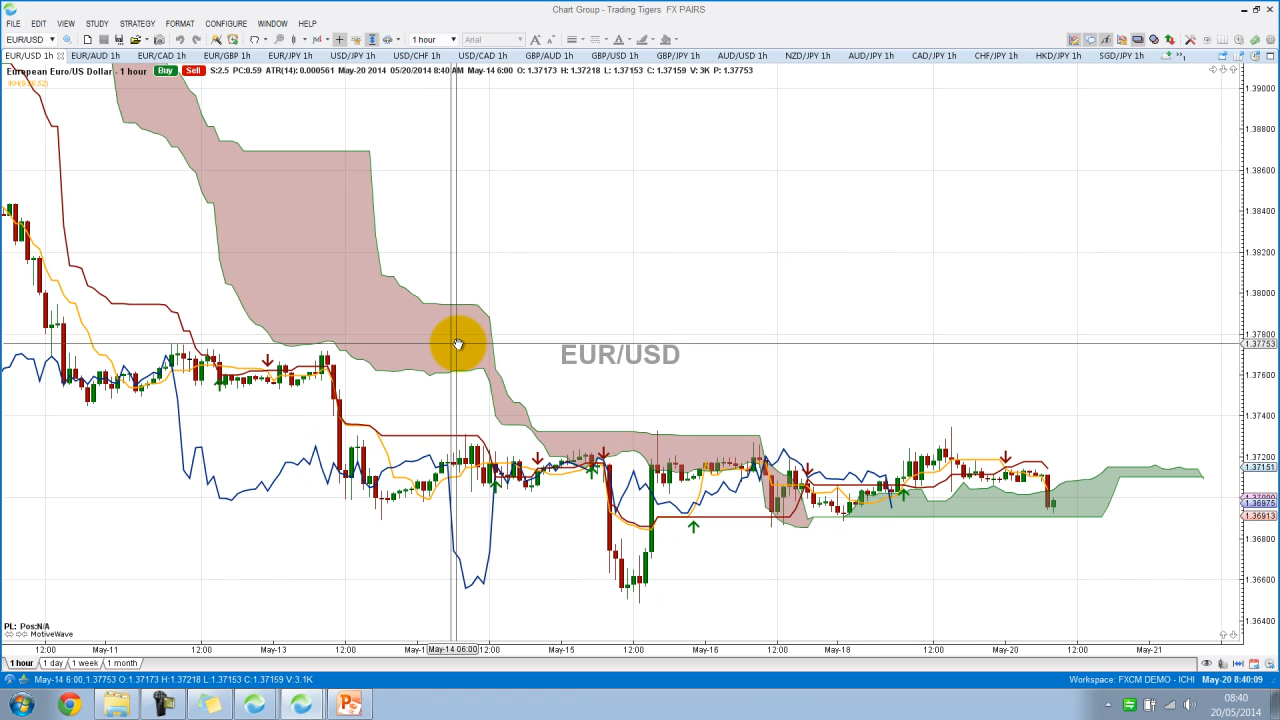 Chart Group - Trading Tigers FX PAIRS
FILE EDIT VIEW STUDY STRATEGY FORMAT CONFIGURE WINDOW HELP
EUR/USD 1 hour Arial
EUR/USD 1h EUR/AUD 1h EUR/CAD 1h EUR/GBP 1h EUR/JPY 1h USD/JPY 1h USD/CHF 1h USD/CAD 1h GBP/AUD 1h GBP/USD 1h GBP/JPY 1h AUD/USD 1h NZD/JPY 1h AUD/JPY 1h CAD/JPY 1h CHF/JPY 1h HKD/JPY 1h SGD/JPY 1h
European Euro/US Dollar 1 hour Buy Sell S:2.5 PC:0.59 ATR(14): 0.000561 May-20 2014 05/20/2014 8:40 AM May-14 6:00 O: 1.37173 H: 1.37218 L: 1.37153 C: 1.37159 V: 3K P: 1.37753
1.39000
1.38800
1.38600
1.38400
1.38200
1.38000
1.37800
1.37753
EUR/USD
1.37600
1.37400
1.37200
1.37151
1.36975
1.36913
1.36800
1.36600
1.36400
PL: Pos:N/A
MotiveWave
12:00 May-11 12:00 May-13 12:00 May-1 May-14 06:00 12:00 May-15 12:00 May-16 12:00 May-18 12:00 May-20 12:00 May-21
1 hour 1 day 1 week 1 month
May-14 6:00,1.37753 O:1.37173 H:1.37218 L:1.37153 C:1.37159 V:3.1K Workspace: FXCM DEMO - ICHI May-20 8:40:09
08:40
20/05/2014